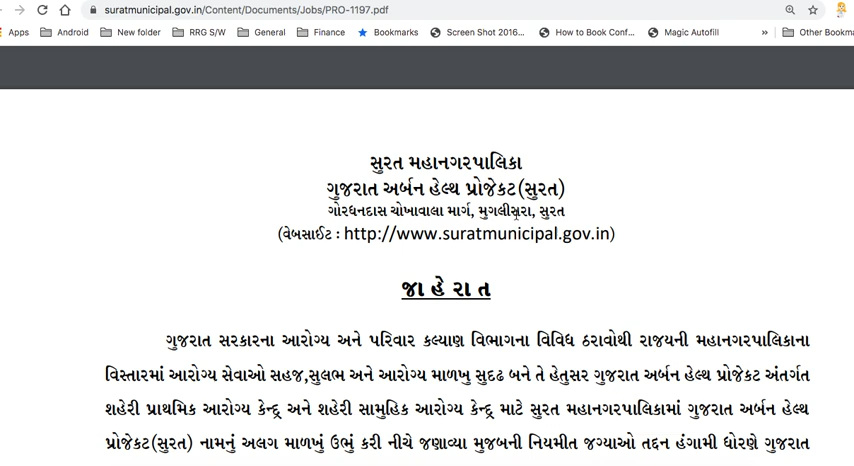 suratmunicipal.gov.in/Content/Documents/Jobs/PRO-1197.pdf
Apps Android New folder RRG S/W General Finance Bookmarks Screen Shot 2016... How to Book Conf... Magic Autofill » Other Bookma
સુરત મહાનગરપાલિકા
ગુજરાત અર્બન હેલ્થ પ્રોજેકટ(સુરત)
ગોરધનદાસ ચોખાવાલા માર્ગ, મુગલીસરા, સુરત
(વેબસાઈટ : http://www.suratmunicipal.gov.in)
જા હે રા ત
ગુજરાત સરકારના આરોગ્ય અને પરિવાર કલ્યાણ વિભાગના વિવિધ ઠરાવોથી રાજયની મહાનગરપાલિકાના
વિસ્તારમાં આરોગ્ય સેવાઓ સહજ,સુલભ અને આરોગ્ય માળખુ સુદઢ બને તે હેતુસર ગુજરાત અર્બન હેલ્થ પ્રોજેકટ અંતર્ગત
શહેરી પ્રાથમિક આરોગ્ય કેન્દ્ર અને શહેરી સામુહિક આરોગ્ય કેન્દ્ર માટે સુરત મહાનગરપાલિકામાં ગુજરાત અર્બન હેલ્થ
પ્રોજેકટ(સુરત) નામનું અલગ માળખું ઉભું કરી નીચે જણાવ્યા મુજબની નિયમીત જગ્યાઓ તદ્દન હંગામી ધોરણે ગુજરાત